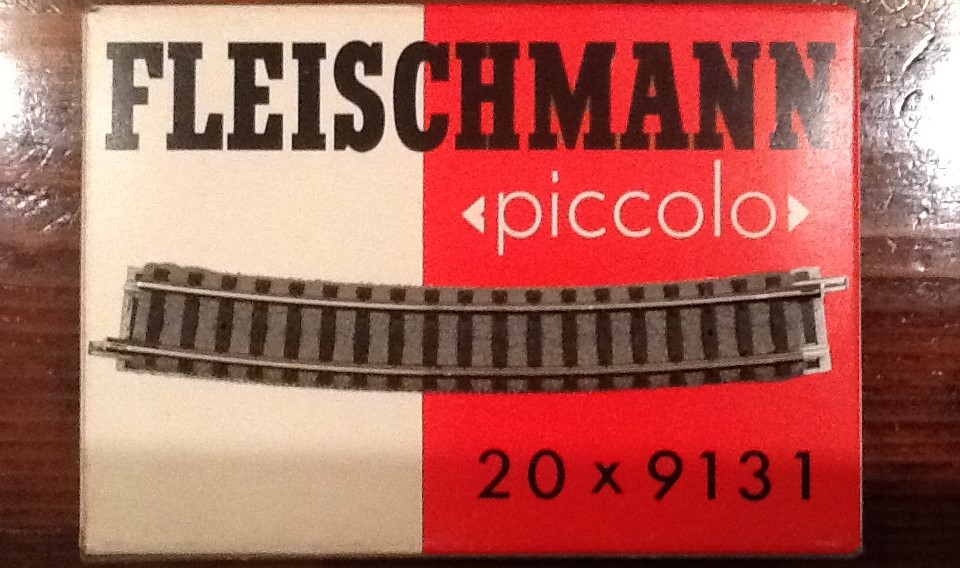 FLEISCHMANN
piccolo
20 x 9131